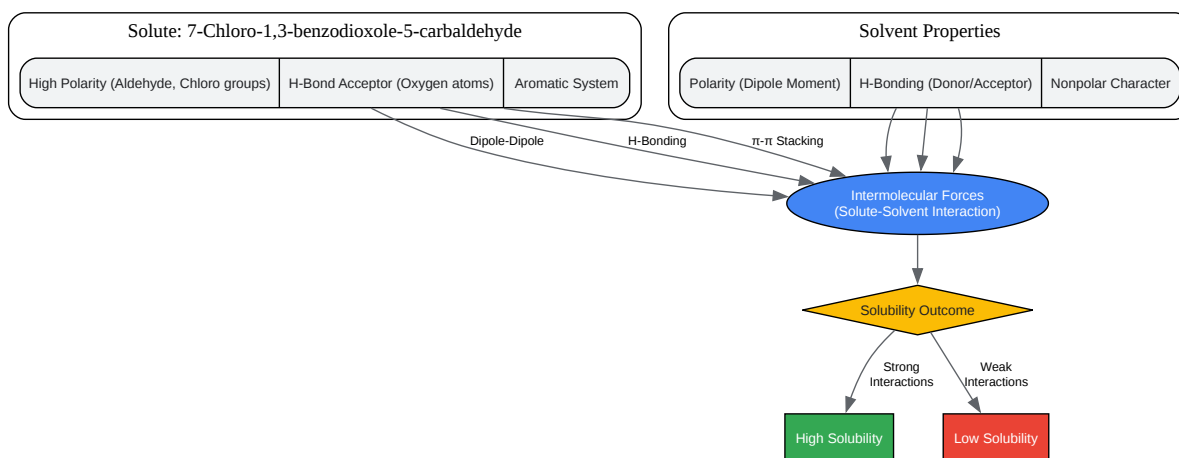 Solute: 7-Chloro-1,3-benzodioxole-5-carbaldehyde
High Polarity (Aldehyde, Chloro groups)
H-Bond Acceptor (Oxygen atoms)
Aromatic System
Solvent Properties
Polarity (Dipole Moment)
H-Bonding (Donor/Acceptor)
Nonpolar Character
Dipole-Dipole
H-Bonding
π-π Stacking
Intermolecular Forces
(Solute-Solvent Interaction)
Solubility Outcome
Strong
Interactions
Weak
Interactions
High Solubility
Low Solubility